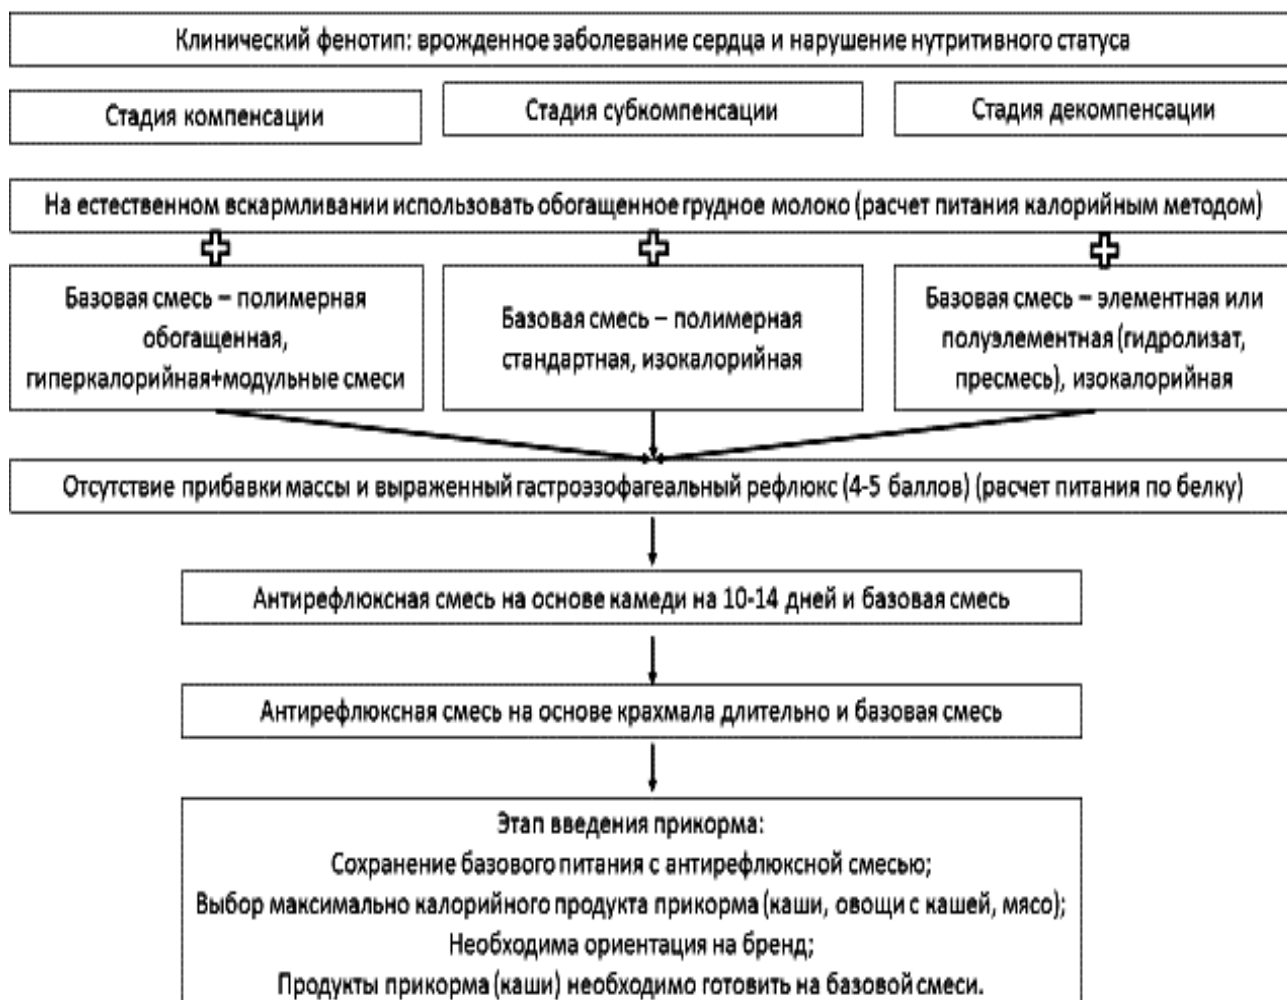 Клинический фенотип: врожденное заболевание сердца и нарушение нутритивного статуса
Стадия компенсации
Стадия субкомпенсации
Стадия декомпенсации
На естественном вскармливании использовать обогащенное грудное молоко (расчет питания калорийным методом)
Базовая смесь – полимерная
обогащенная,
гиперкалорийная+модульные смеси
Базовая смесь – полимерная
стандартная, изокалорийная
Базовая смесь – элементная или
полуэлементная (гидролизат,
пресмесь), изокалорийная
Отсутствие прибавки массы и выраженный гастроэзофагеальный рефлюкс (4-5 баллов) (расчет питания по белку)
Антирефлюксная смесь на основе камеди на 10-14 дней и базовая смесь
Антирефлюксная смесь на основе крахмала длительно и базовая смесь
Этап введения прикорма:
Сохранение базового питания с антирефлюксной смесью;
Выбор максимально калорийного продукта прикорма (каши, овощи с кашей, мясо);
Необходима ориентация на бренд;
Продукты прикорма (каши) необходимо готовить на базовой смеси.